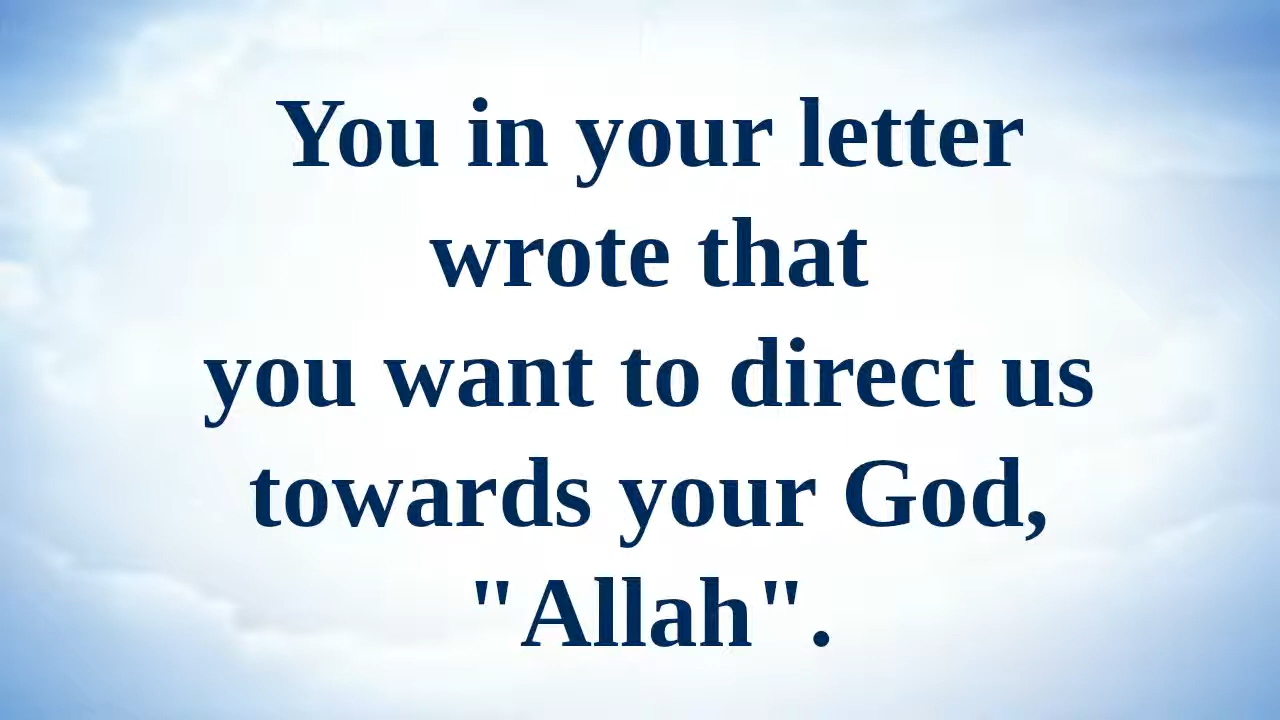 You in your letter
wrote that
you want to direct us
towards your God,
"Allah".